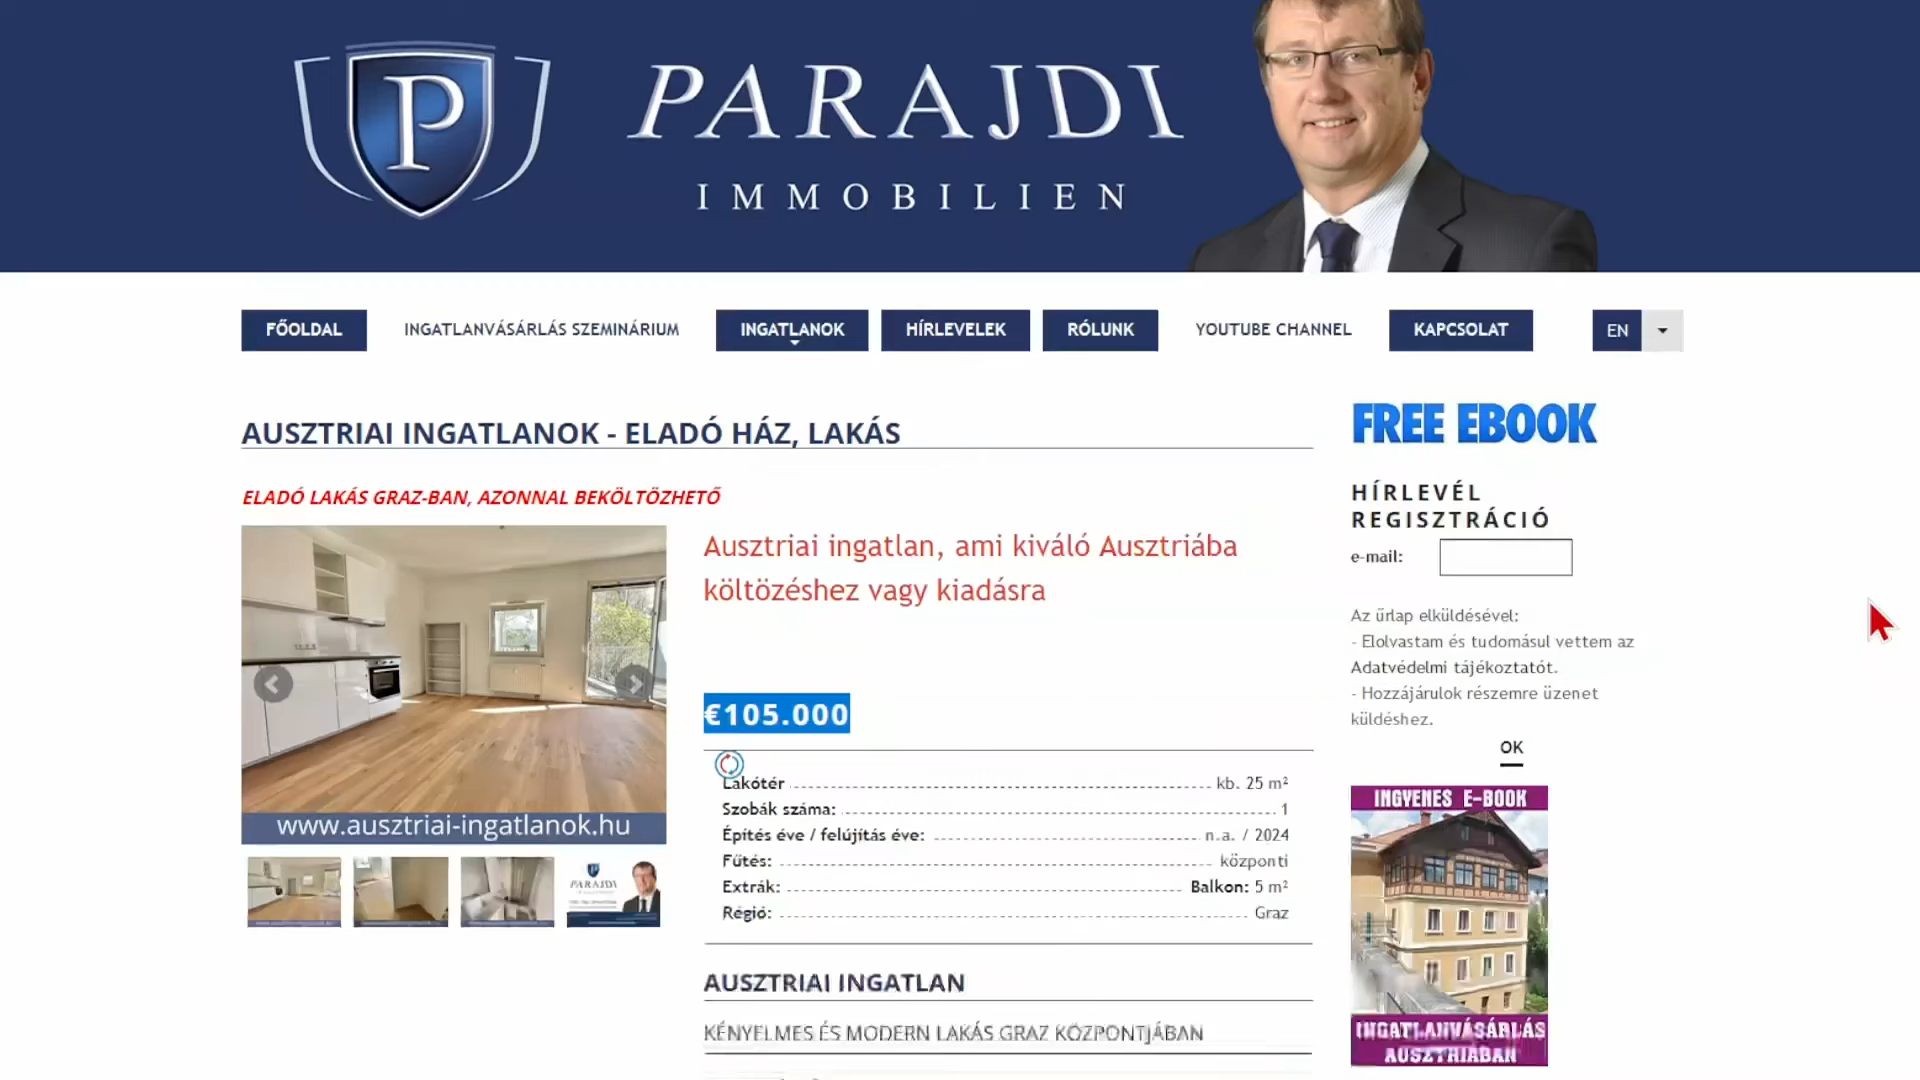 P
PARAJDI
IMMOBILIEN
FŐOLDAL
INGATLANVÁSÁRLÁS SZEMINÁRIUM
INGATLANOK
HÍRLEVELEK
RÓLUNK
YOUTUBE CHANNEL
KAPCSOLAT
EN
AUSZTRIAI INGATLANOK - ELADÓ HÁZ, LAKÁS
ELADÓ LAKÁS GRAZ-BAN, AZONNAL BEKÖLTÖZHETŐ
www.ausztriai-ingatlanok.hu
PARAJDI
Ausztriai ingatlan, ami kiváló Ausztriába
költözéshez vagy kiadásra
€105.000
Lakótér kb. 25 m²
Szobák száma: 1
Építés éve / felújítás éve: n.a. / 2024
Fűtés: központi
Extrák: Balkon: 5 m²
Régió: Graz
AUSZTRIAI INGATLAN
KÉNYELMES ÉS MODERN LAKÁS GRAZ KÖZPONTJÁBAN
FREE EBOOK
HÍRLEVÉL
REGISZTRÁCIÓ
e-mail:
Az űrlap elküldésével:
- Elolvastam és tudomásul vettem az
Adatvédelmi tájékoztatót.
- Hozzájárulok részemre üzenet
küldéshez.
OK
INGYENES E-BOOK
INGATLANVÁSÁRLÁS
AUSZTRIÁBAN